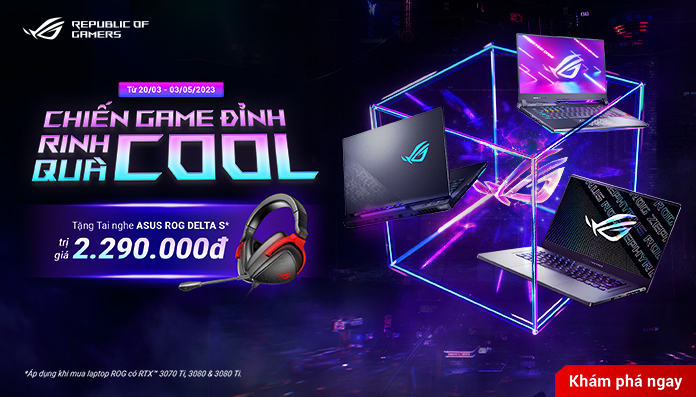 REPUBLIC OF
GAMERS
Từ 20/03 - 03/05/2023
CHIẾN GAME ĐỈNH
RINH
QUÀ COOL
Tặng Tai nghe ASUS ROG DELTA S*
trị
giá 2.290.000đ
*Áp dụng khi mua laptop ROG có RTX™ 3070 Ti, 3080 & 3080 Ti.
Khám phá ngay